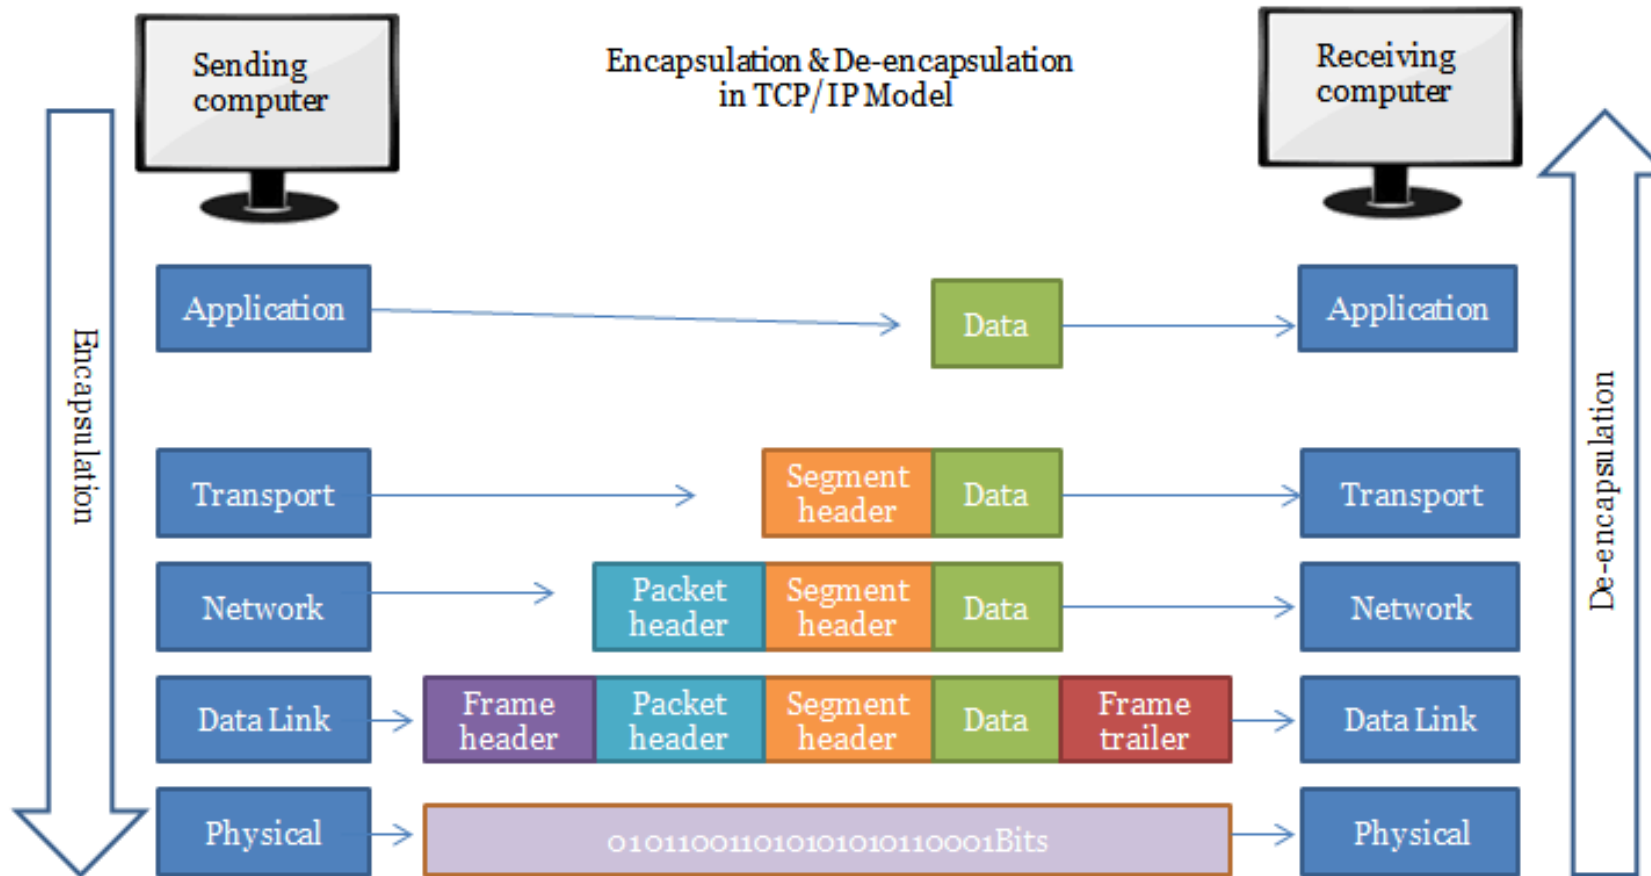 Sending
computer
Encapsulation & De-encapsulation
in TCP/IP Model
Receiving
computer
Encapsulation
De-encapsulation
Application
Data
Application
Transport
Segment
header
Data
Transport
Network
Packet
header
Segment
header
Data
Network
Data Link
Frame
header
Packet
header
Segment
header
Data
Frame
trailer
Data Link
Physical
0101100110101010101110001Bits
Physical